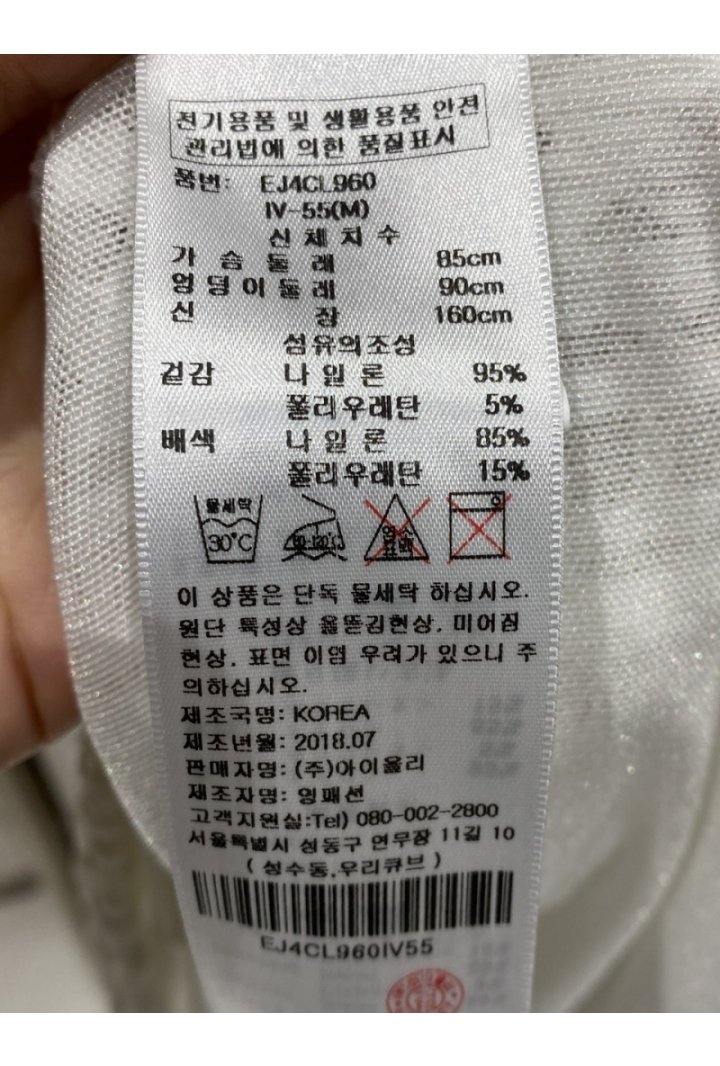 전기용품 및 생활용품 안전
관리법에 의한 품질표시
품번: EJ4CL960
IV-55(M)
신 체 치 수
가 슴 둘 레 85cm
엉 덩 이 둘 레 90cm
신 장 160cm
섬유의조성
겉감 나 일 론 95%
폴리우레탄 5%
배색 나 일 론 85%
폴리우레탄 15%
물세탁 염소 옷
30°C 80-120°C 표백
이 상품은 단독 물세탁 하십시오.
원단 특성상 올뜯김현상, 미어짐
현상, 표면 이염 우려가 있으니 주
의하십시오.
제조국명: KOREA
제조년월: 2018.07
판매자명: (주)아이올리
제조자명: 잉패션
고객지원실:Tel) 080-002-2800
서울특별시 성동구 연무장 11길 10
( 성수동,우리큐브 )
EJ4CL960IV55